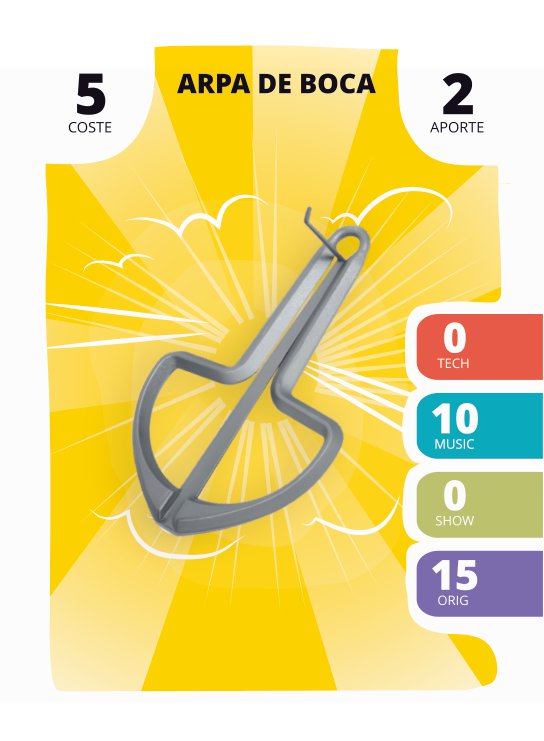 ARPA DE BOCA
5
COSTE
2
APORTE
0
TECH
10
MUSIC
0
SHOW
15
ORIG